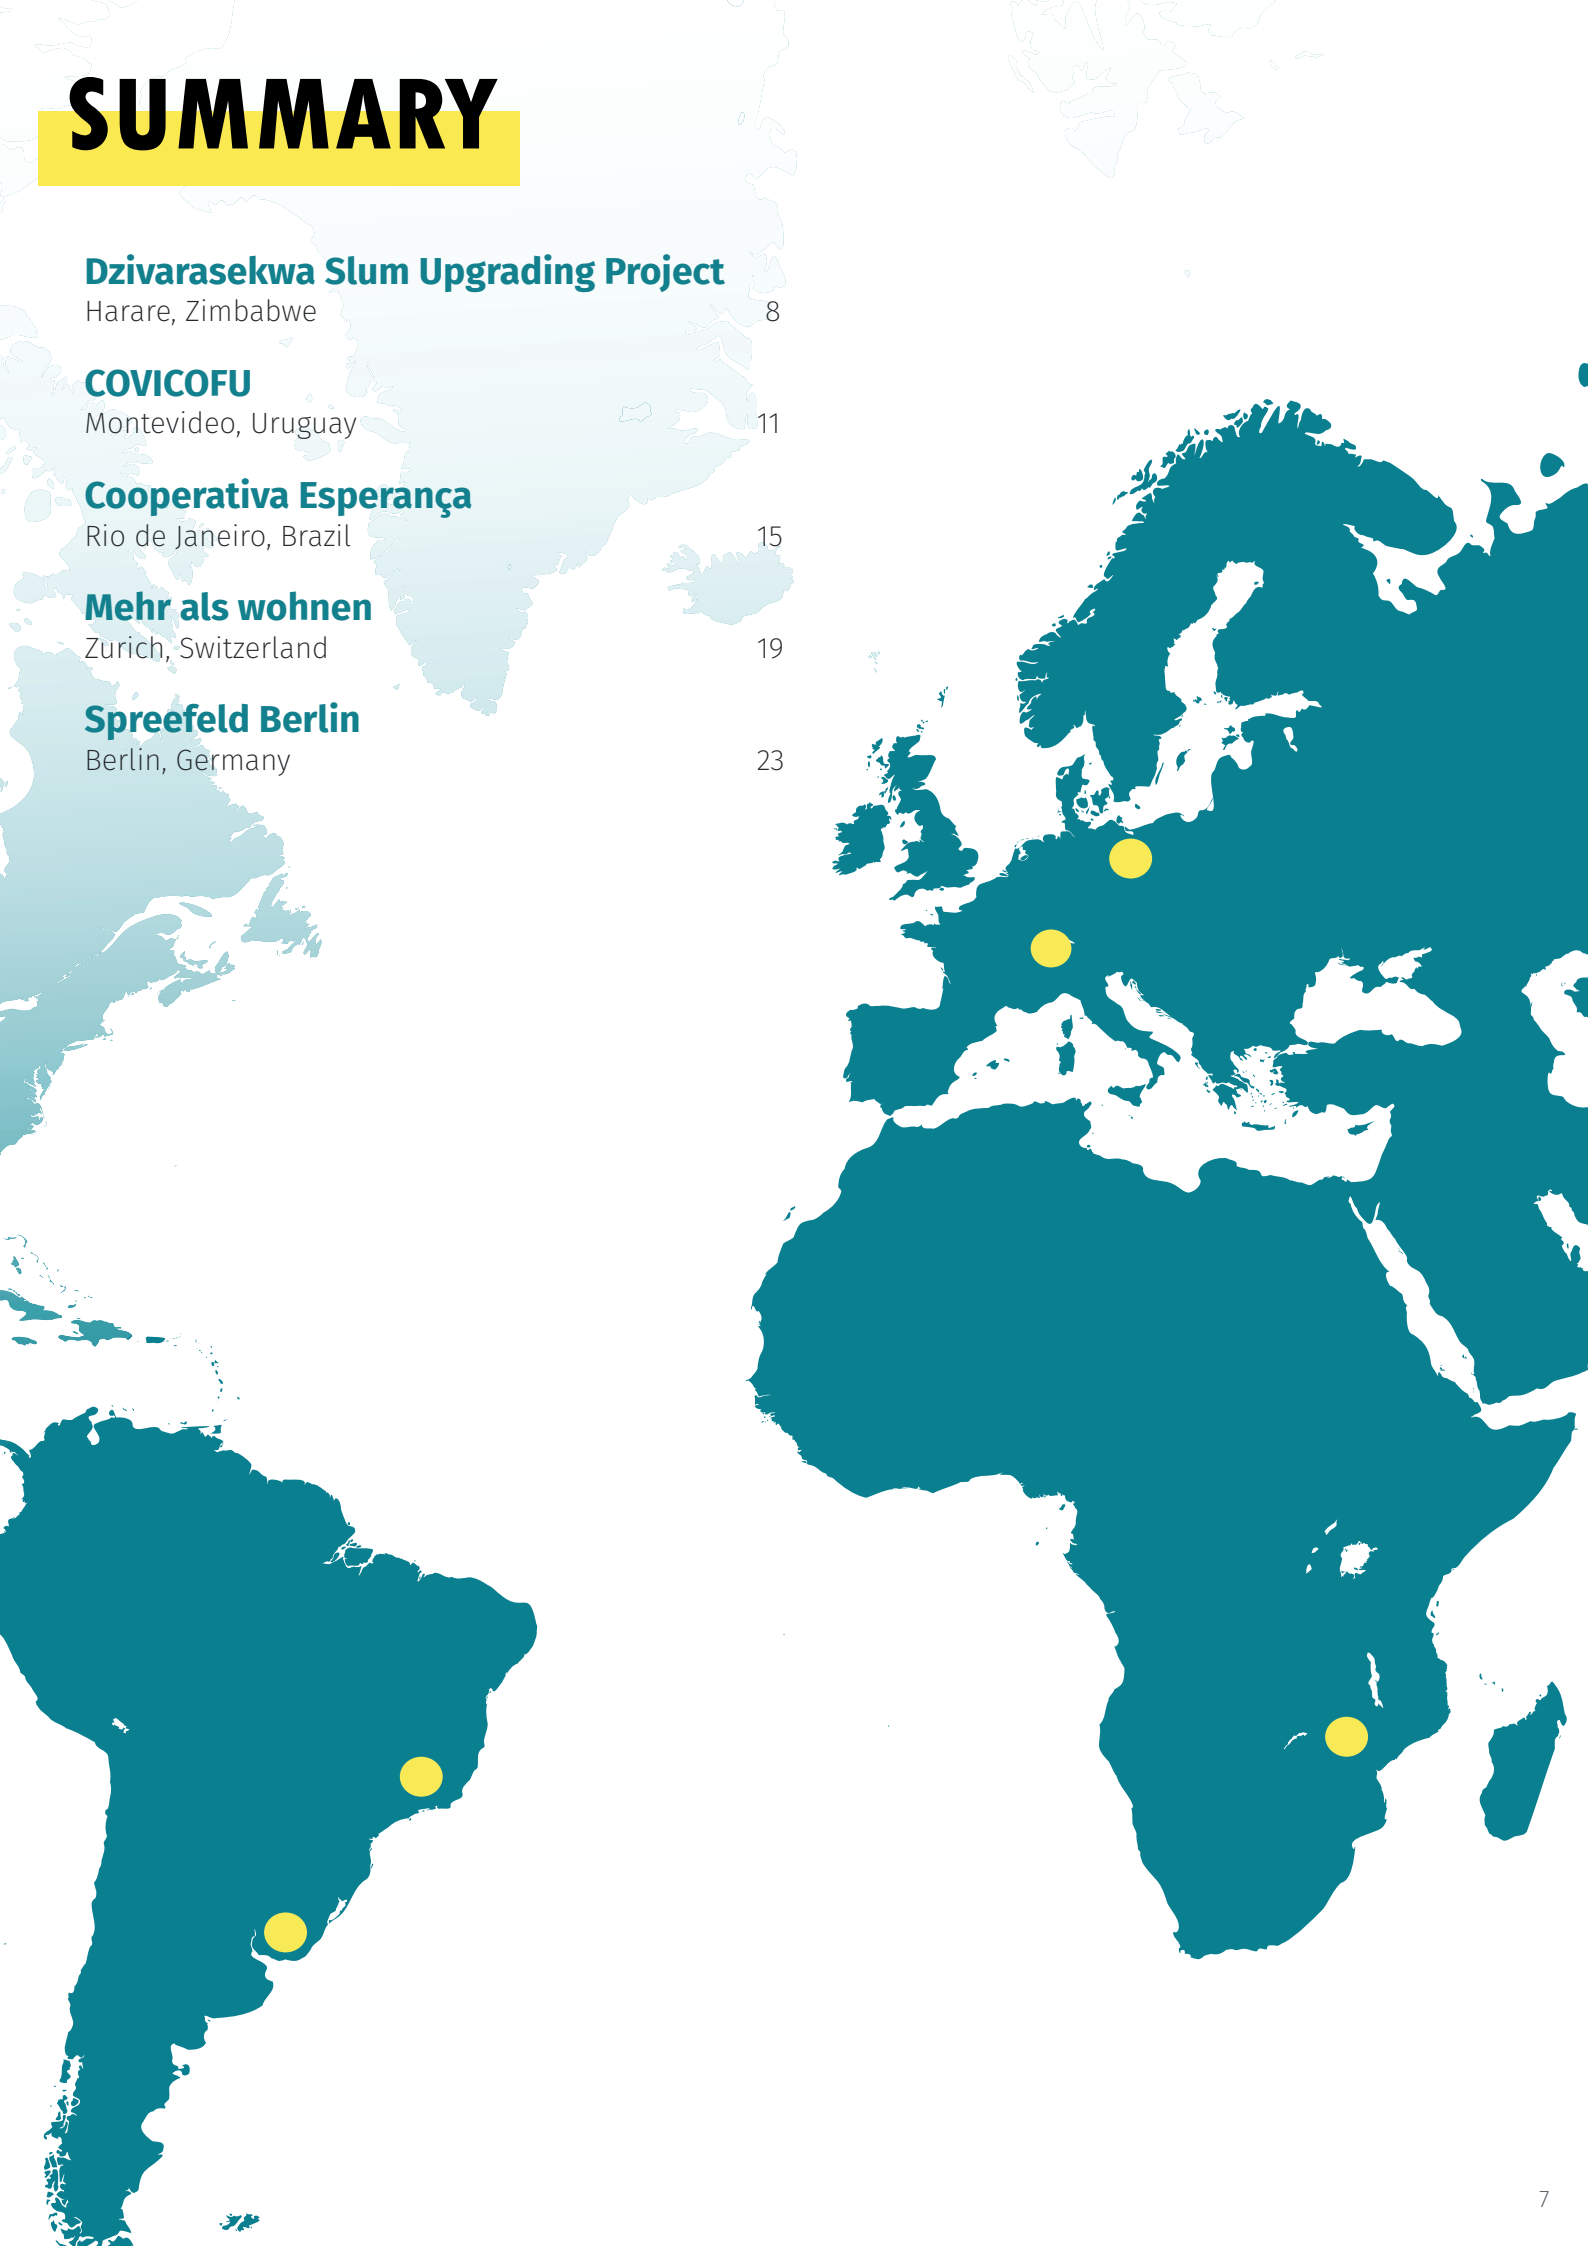 SUMMARY
Dzivarasekwa Slum Upgrading Project
Harare, Zimbabwe 8
COVICOFU
Montevideo, Uruguay 11
Cooperativa Esperança
Rio de Janeiro, Brazil 15
Mehr als wohnen
Zurich, Switzerland 19
Spreefeld Berlin
Berlin, Germany 23
7